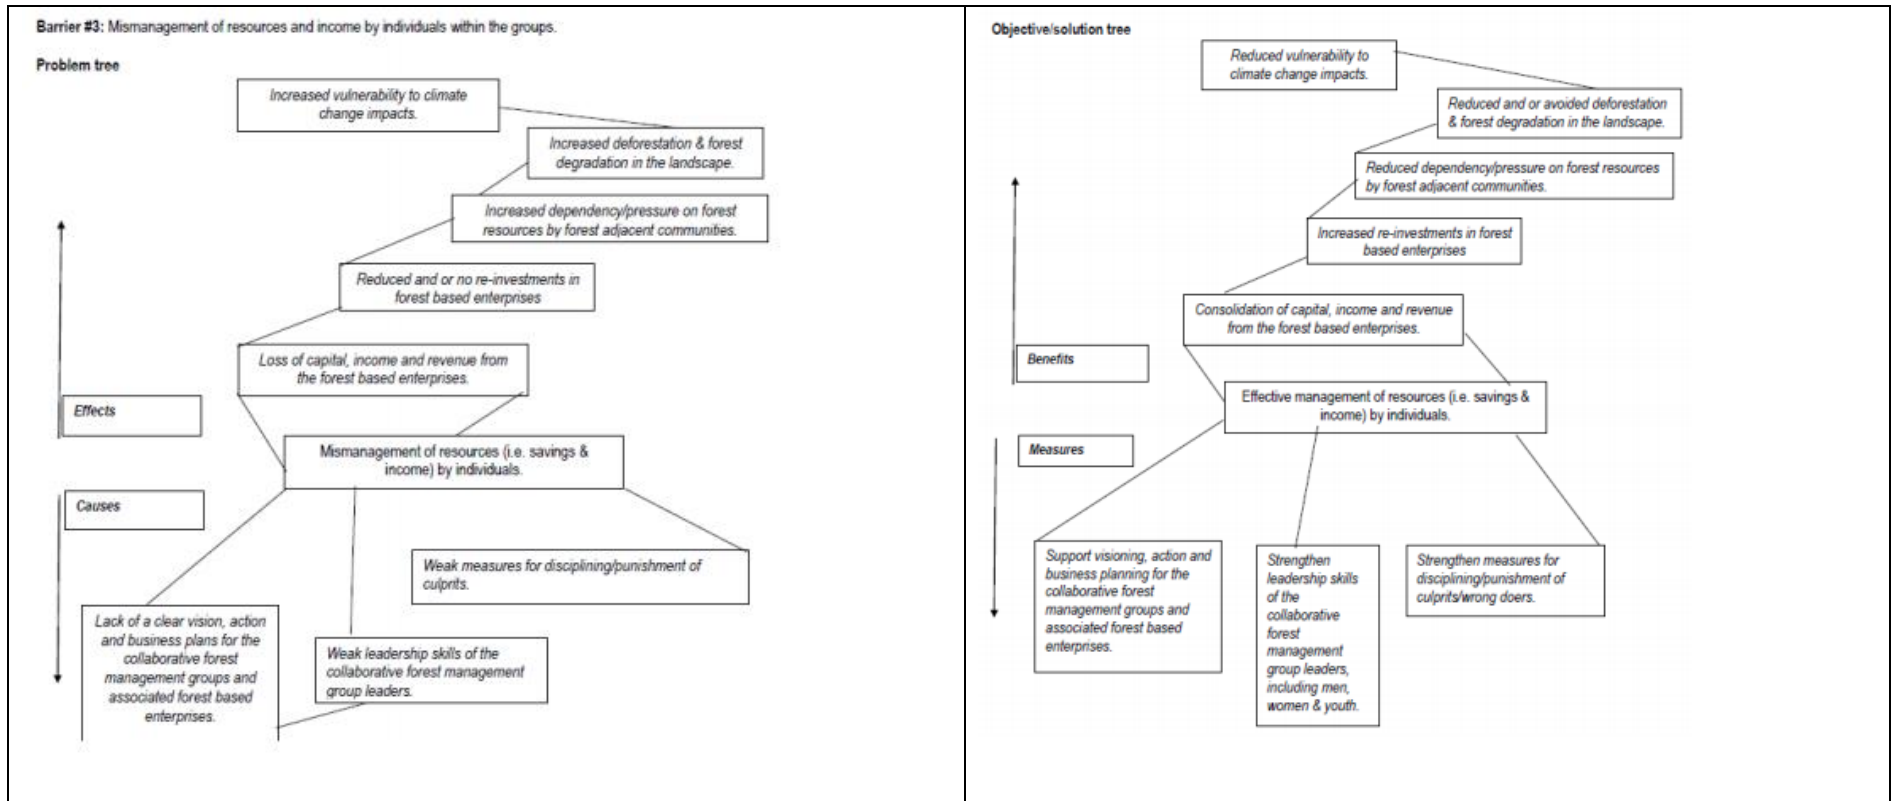 Barrier #3: Mismanagement of resources and income by individuals within the groups.
Problem tree
Increased vulnerability to climate
change impacts.
Increased deforestation & forest
degradation in the landscape.
Increased dependency/pressure on forest
resources by forest adjacent communities.
Reduced and or no re-investments in
forest based enterprises
Loss of capital, income and revenue from
the forest based enterprises.
Effects
Mismanagement of resources (i.e. savings &
income) by individuals.
Causes
Weak measures for disciplining/punishment of
culprits.
Lack of a clear vision, action
and business plans for the
collaborative forest
management groups and
associated forest based
enterprises.
Weak leadership skills of the
collaborative forest management
group leaders.
Objective/solution tree
Reduced vulnerability to
climate change impacts.
Reduced and or avoided deforestation
& forest degradation in the landscape.
Reduced dependency/pressure on forest resources
by forest adjacent communities.
Increased re-investments in forest
based enterprises
Consolidation of capital, income and revenue
from the forest based enterprises.
Benefits
Effective management of resources (i.e. savings &
income) by individuals.
Measures
Support visioning, action and
business planning for the
collaborative forest
management groups and
associated forest based
enterprises.
Strengthen
leadership skills
of the
collaborative
forest
management
group leaders,
including men,
women & youth.
Strengthen measures for
disciplining/punishment of
culprits/wrong doers.